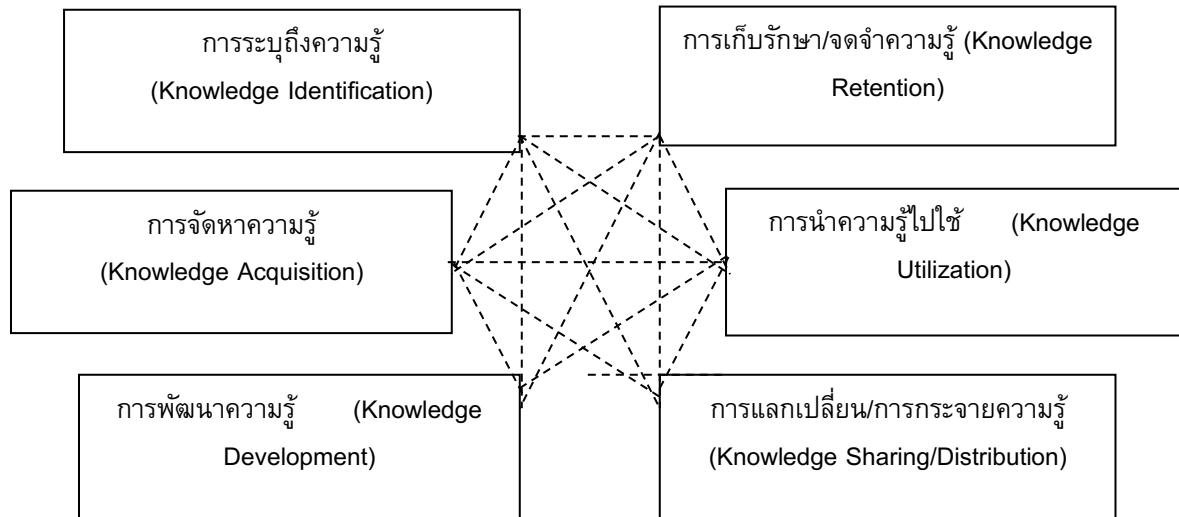 การระบุถึงความรู้
(Knowledge Identification)
การเก็บรักษา/จดจำความรู้ (Knowledge
Retention)
การจัดหาความรู้
(Knowledge Acquisition)
การนำความรู้ไปใช้ (Knowledge
Utilization)
การพัฒนาความรู้ (Knowledge
Development)
การแลกเปลี่ยน/การกระจายความรู้
(Knowledge Sharing/Distribution)